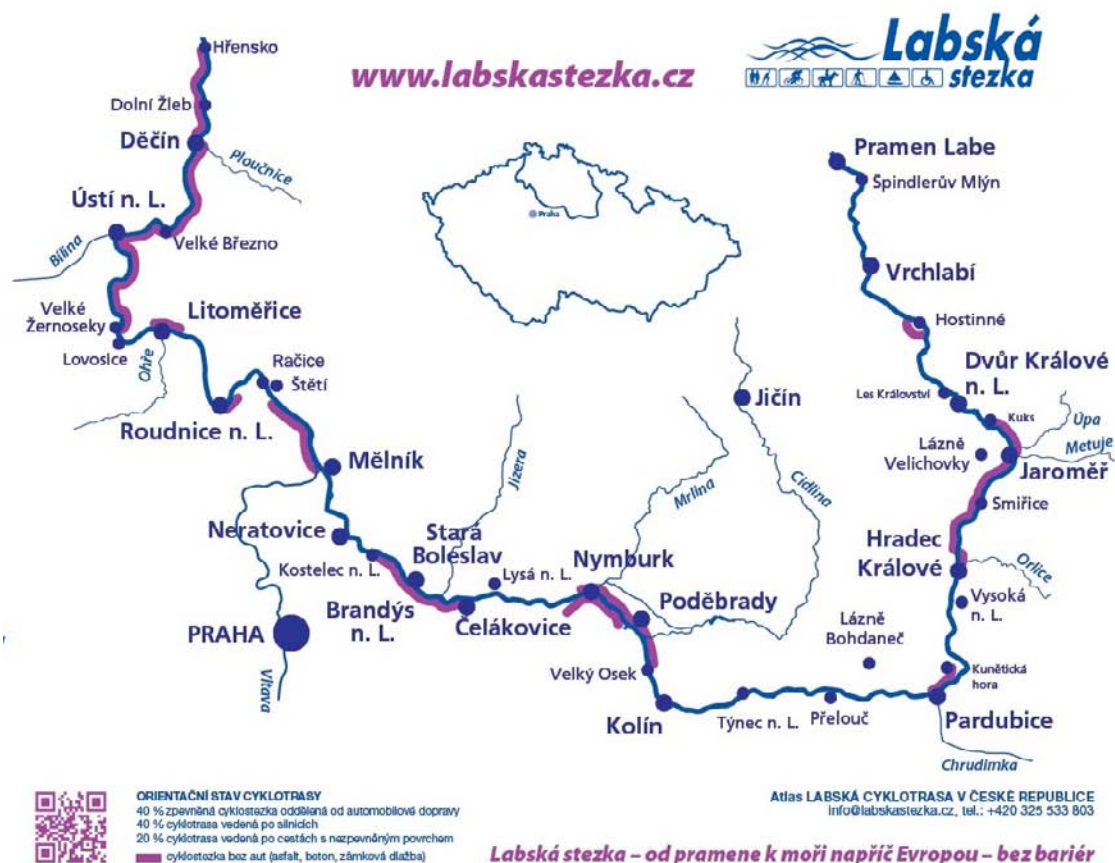 Hřensko
www.labskastezka.cz
Labská
stezka
Dolní Žleb
Děčín
Ploučnice
Pramen Labe
Špindlerův Mlýn
Ústí n. L.
Bílina
Velké Březno
Praha
Vrchlabí
Velké
Žernoseky
Litoměřice
Hostinné
Lovosice
Ohře
Račice
Štětí
Roudnice n. L.
Jičín
Dvůr Králové
n. L.
Les Království
Kuks
Úpa
Metuje
Lázně
Velichovky
Jaroměř
Mělník
Jizera
Mrlina
Cidlina
Smiřice
Neratovice
Stará
Boleslav
Hradec
Králové
Orlice
Kostelec n. L.
Lysá n. L.
Nymburk
Vysoká
n. L.
PRAHA
Brandýs
n. L.
Čelákovice
Poděbrady
Lázně
Bohdaneč
Vltava
Velký Osek
Kunětická
hora
Kolín
Týnec n. L.
Přelouč
Pardubice
Chrudimka
ORIENTAČNÍ STAV CYKLOTRASY
40 % zpevněná cyklostezka oddělená od automobilové dopravy
40 % cyklotrasa vedená po silnicích
20 % cyklotrasa vedená po cestách s nezpevněným povrchem
cyklostezka bez aut (asfalt, beton, zámková dlažba)
Atlas LABSKÁ CYKLOTRASA V ČESKÉ REPUBLICE
info@labskastezka.cz, tel.: +420 325 533 803
Labská stezka – od pramene k moři napříč Evropou – bez bariér